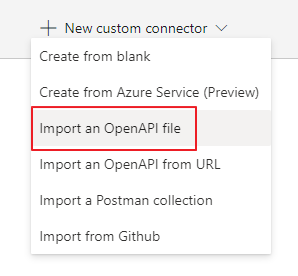 New custom connector
Create from blank
Create from Azure Service (Preview)
Import an OpenAPI file
Import an OpenAPI from URL
Import a Postman collection
Import from Github